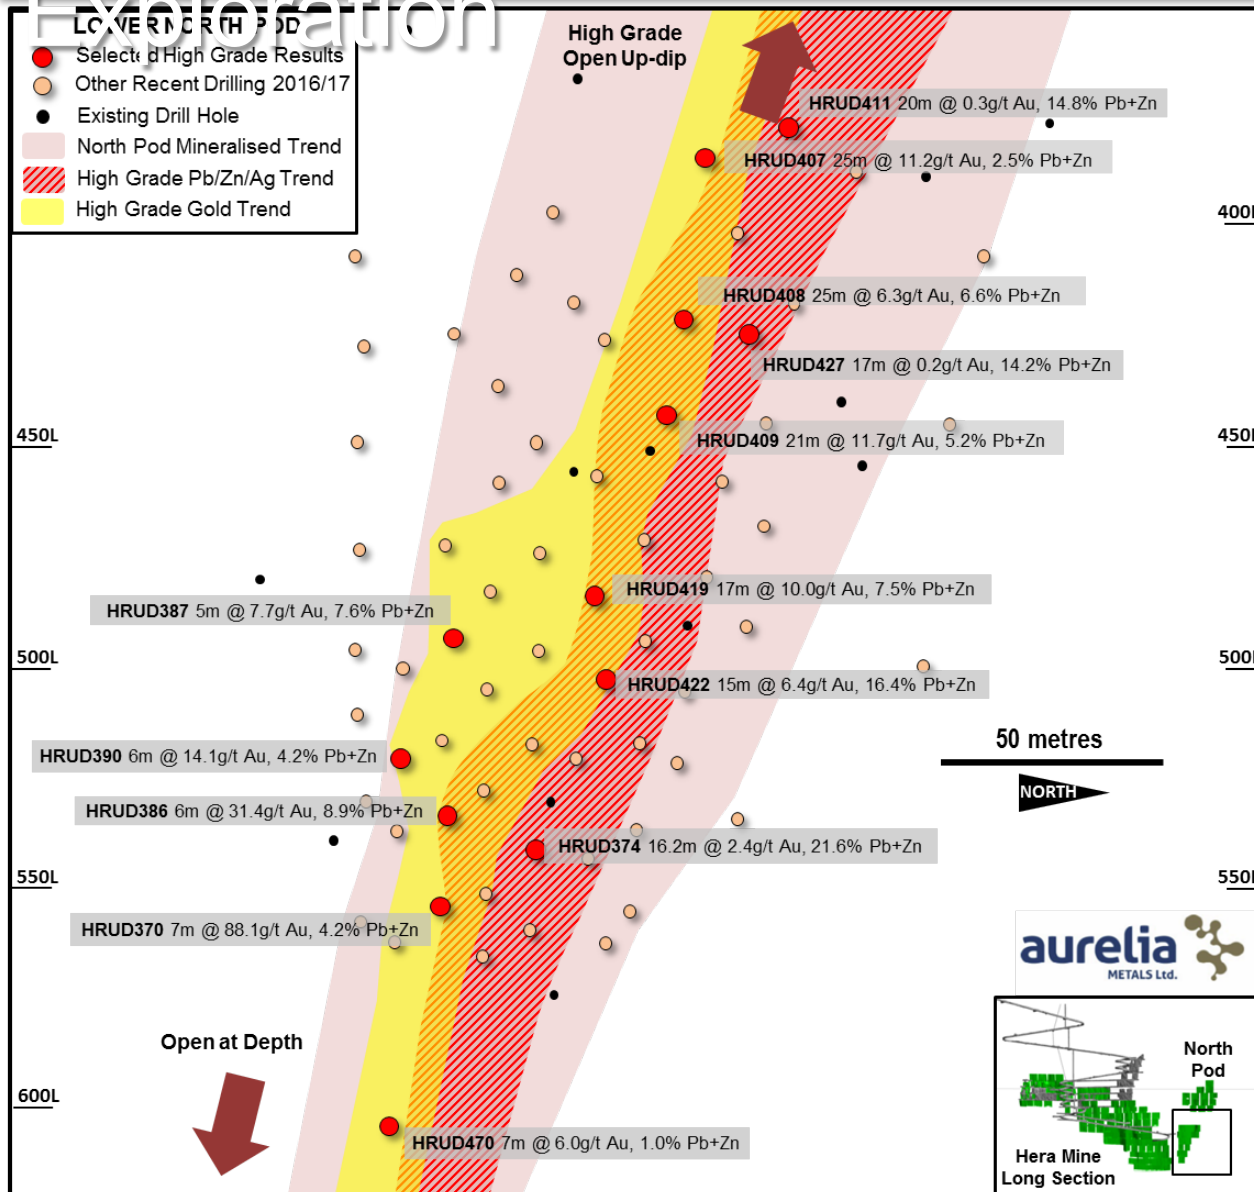 Exploration
LOWER NORTH POD
Selected High Grade Results
Other Recent Drilling 2016/17
Existing Drill Hole
North Pod Mineralised Trend
High Grade Pb/Zn/Ag Trend
High Grade Gold Trend
High Grade
Open Up-dip
HRUD411 20m @ 0.3g/t Au, 14.8% Pb+Zn
HRUD407 25m @ 11.2g/t Au, 2.5% Pb+Zn
400
HRUD408 25m @ 6.3g/t Au, 6.6% Pb+Zn
HRUD427 17m @ 0.2g/t Au, 14.2% Pb+Zn
450L
HRUD409 21m @ 11.7g/t Au, 5.2% Pb+Zn
450
HRUD419 17m @ 10.0g/t Au, 7.5% Pb+Zn
HRUD387 5m @ 7.7g/t Au, 7.6% Pb+Zn
500L
500
HRUD422 15m @ 6.4g/t Au, 16.4% Pb+Zn
50 metres
HRUD390 6m @ 14.1g/t Au, 4.2% Pb+Zn
NORTH
HRUD386 6m @ 31.4g/t Au, 8.9% Pb+Zn
HRUD374 16.2m @ 2.4g/t Au, 21.6% Pb+Zn
550L
550
HRUD370 7m @ 88.1g/t Au, 4.2% Pb+Zn
aurelia
METALS Ltd.
Open at Depth
North
Pod
600L
HRUD470 7m @ 6.0g/t Au, 1.0% Pb+Zn
Hera Mine
Long Section